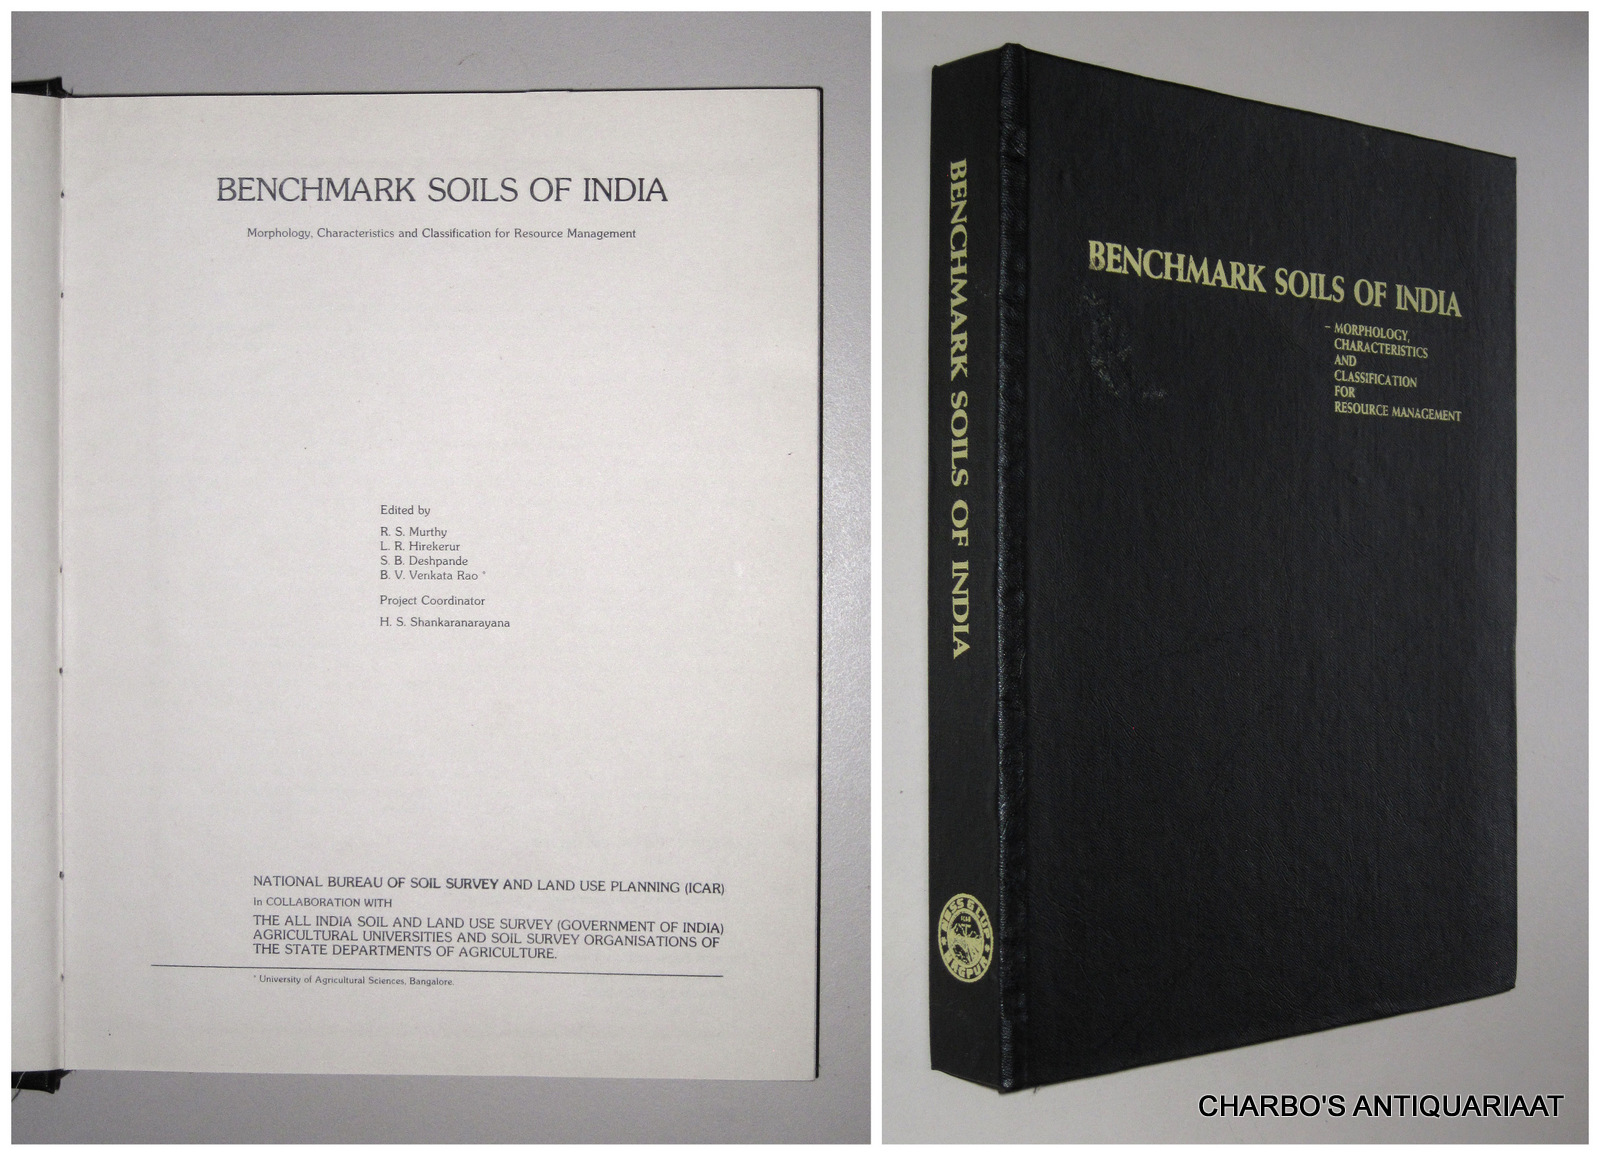 BENCHMARK SOILS OF INDIA
Morphology, Characteristics and Classification for Resource Management
Edited by
R. S. Murthy
L. R. Hirekerur
S. B. Deshpande
B. V. Venkata Rao *
Project Coordinator
H. S. Shankaranarayana
NATIONAL BUREAU OF SOIL SURVEY AND LAND USE PLANNING (ICAR)
In COLLABORATION WITH
THE ALL INDIA SOIL AND LAND USE SURVEY (GOVERNMENT OF INDIA)
AGRICULTURAL UNIVERSITIES AND SOIL SURVEY ORGANISATIONS OF
THE STATE DEPARTMENTS OF AGRICULTURE.
* University of Agricultural Sciences, Bangalore.
BENCHMARK SOILS OF INDIA
NBSS & LUP
ICAR
NAGPUR
BENCHMARK SOILS OF INDIA
– MORPHOLOGY,
CHARACTERISTICS
AND
CLASSIFICATION
FOR
RESOURCE MANAGEMENT
CHARBO'S ANTIQUARIAAT